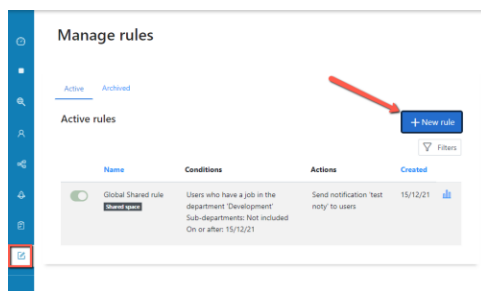 Manage rules
Active Archived
Active rules
+ New rule
Filters
Name Conditions Actions Created
Global Shared rule Users who have a job in the Send notification 'test 15/12/21
Shared space department 'Development' noty' to users
Sub-departments: Not included
On or after: 15/12/21